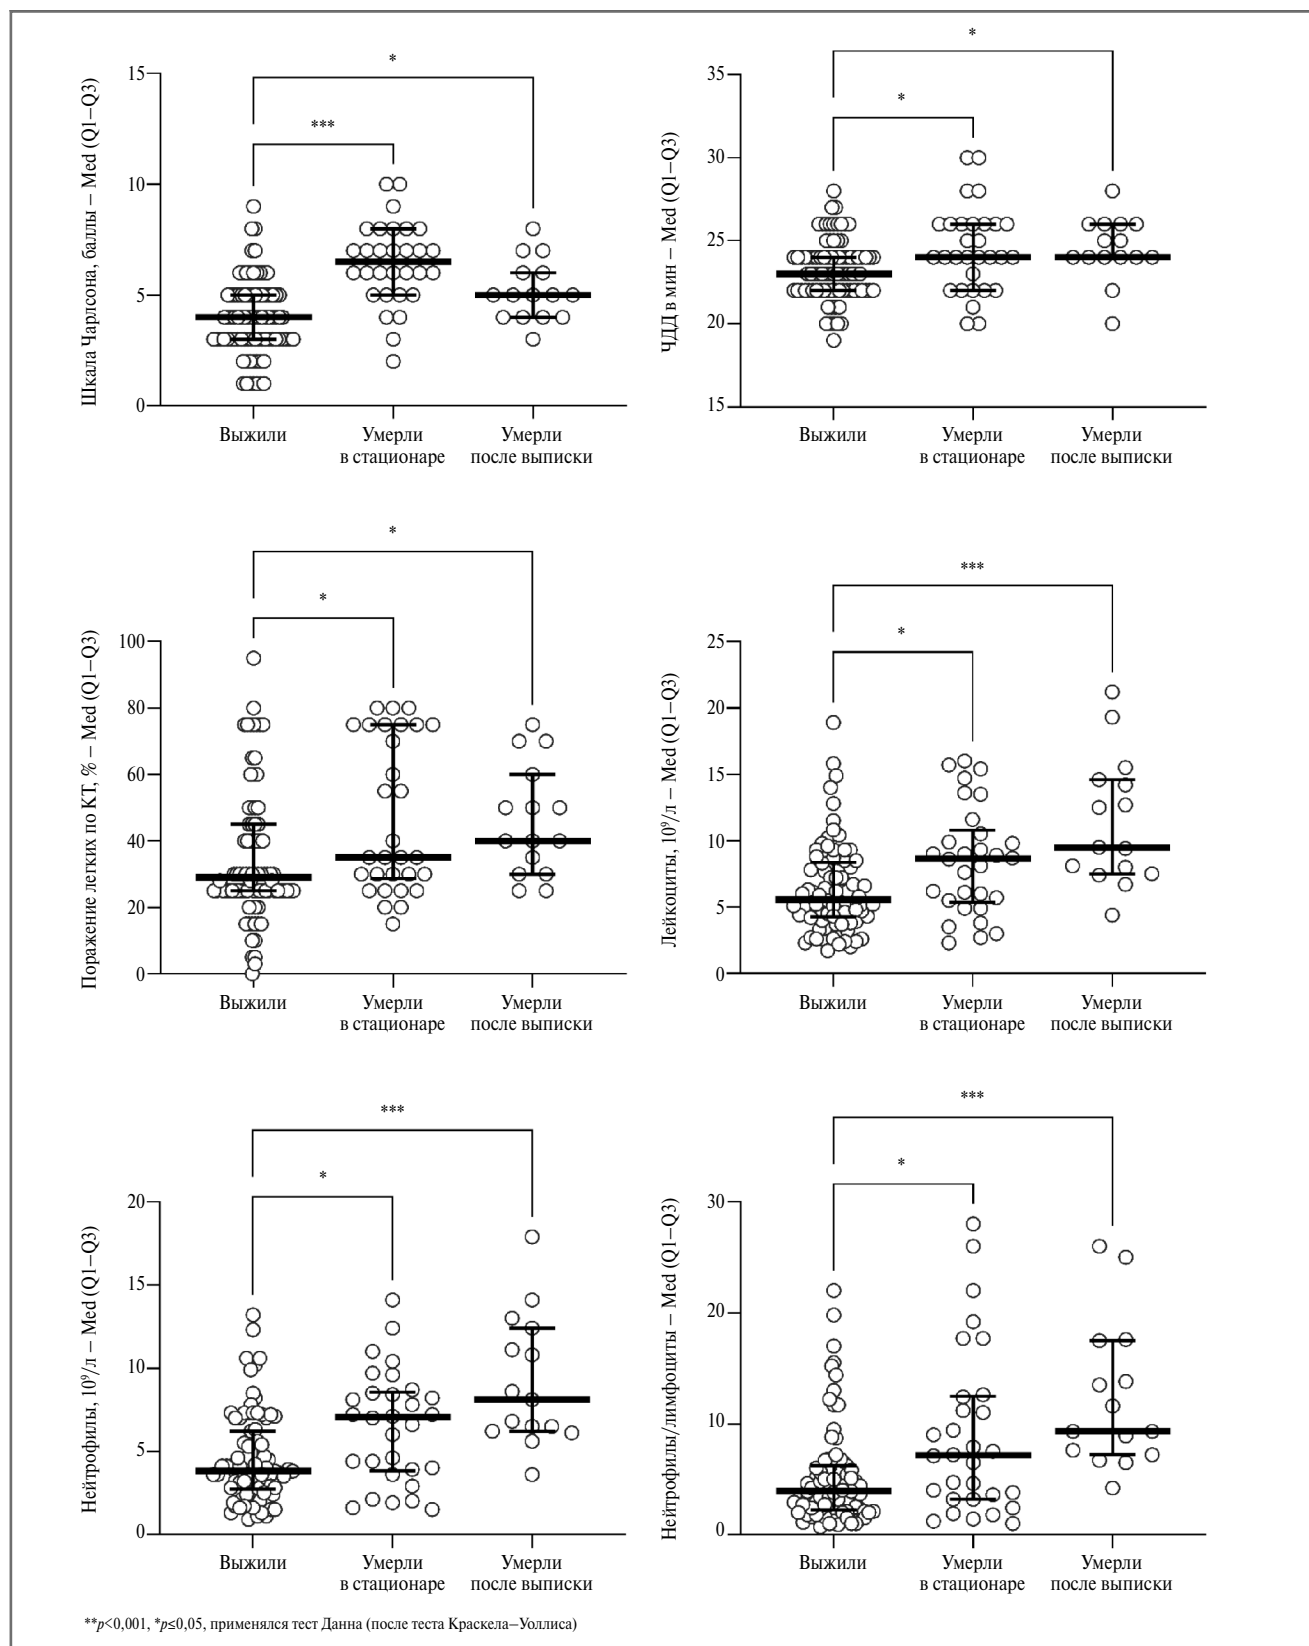 Шкала Чарлсона, баллы – Med (Q1–Q3)
15
10
5
0
*
***
Выжили
Умерли
в стационаре
Умерли
после выписки
ЧДД в мин – Med (Q1–Q3)
35
30
25
20
15
*
*
Выжили
Умерли
в стационаре
Умерли
после выписки
Поражение легких по КТ, % – Med (Q1–Q3)
100
80
60
40
20
0
*
*
Выжили
Умерли
в стационаре
Умерли
после выписки
Лейкоциты, 10⁹/л – Med (Q1–Q3)
25
20
15
10
5
0
***
*
Выжили
Умерли
в стационаре
Умерли
после выписки
Нейтрофилы, 10⁹/л – Med (Q1–Q3)
20
15
10
5
0
***
*
Выжили
Умерли
в стационаре
Умерли
после выписки
Нейтрофилы/лимфоциты – Med (Q1–Q3)
30
20
10
0
***
*
Выжили
Умерли
в стационаре
Умерли
после выписки
**p<0,001, *p≤0,05, применялся тест Данна (после теста Краскела–Уоллиса)